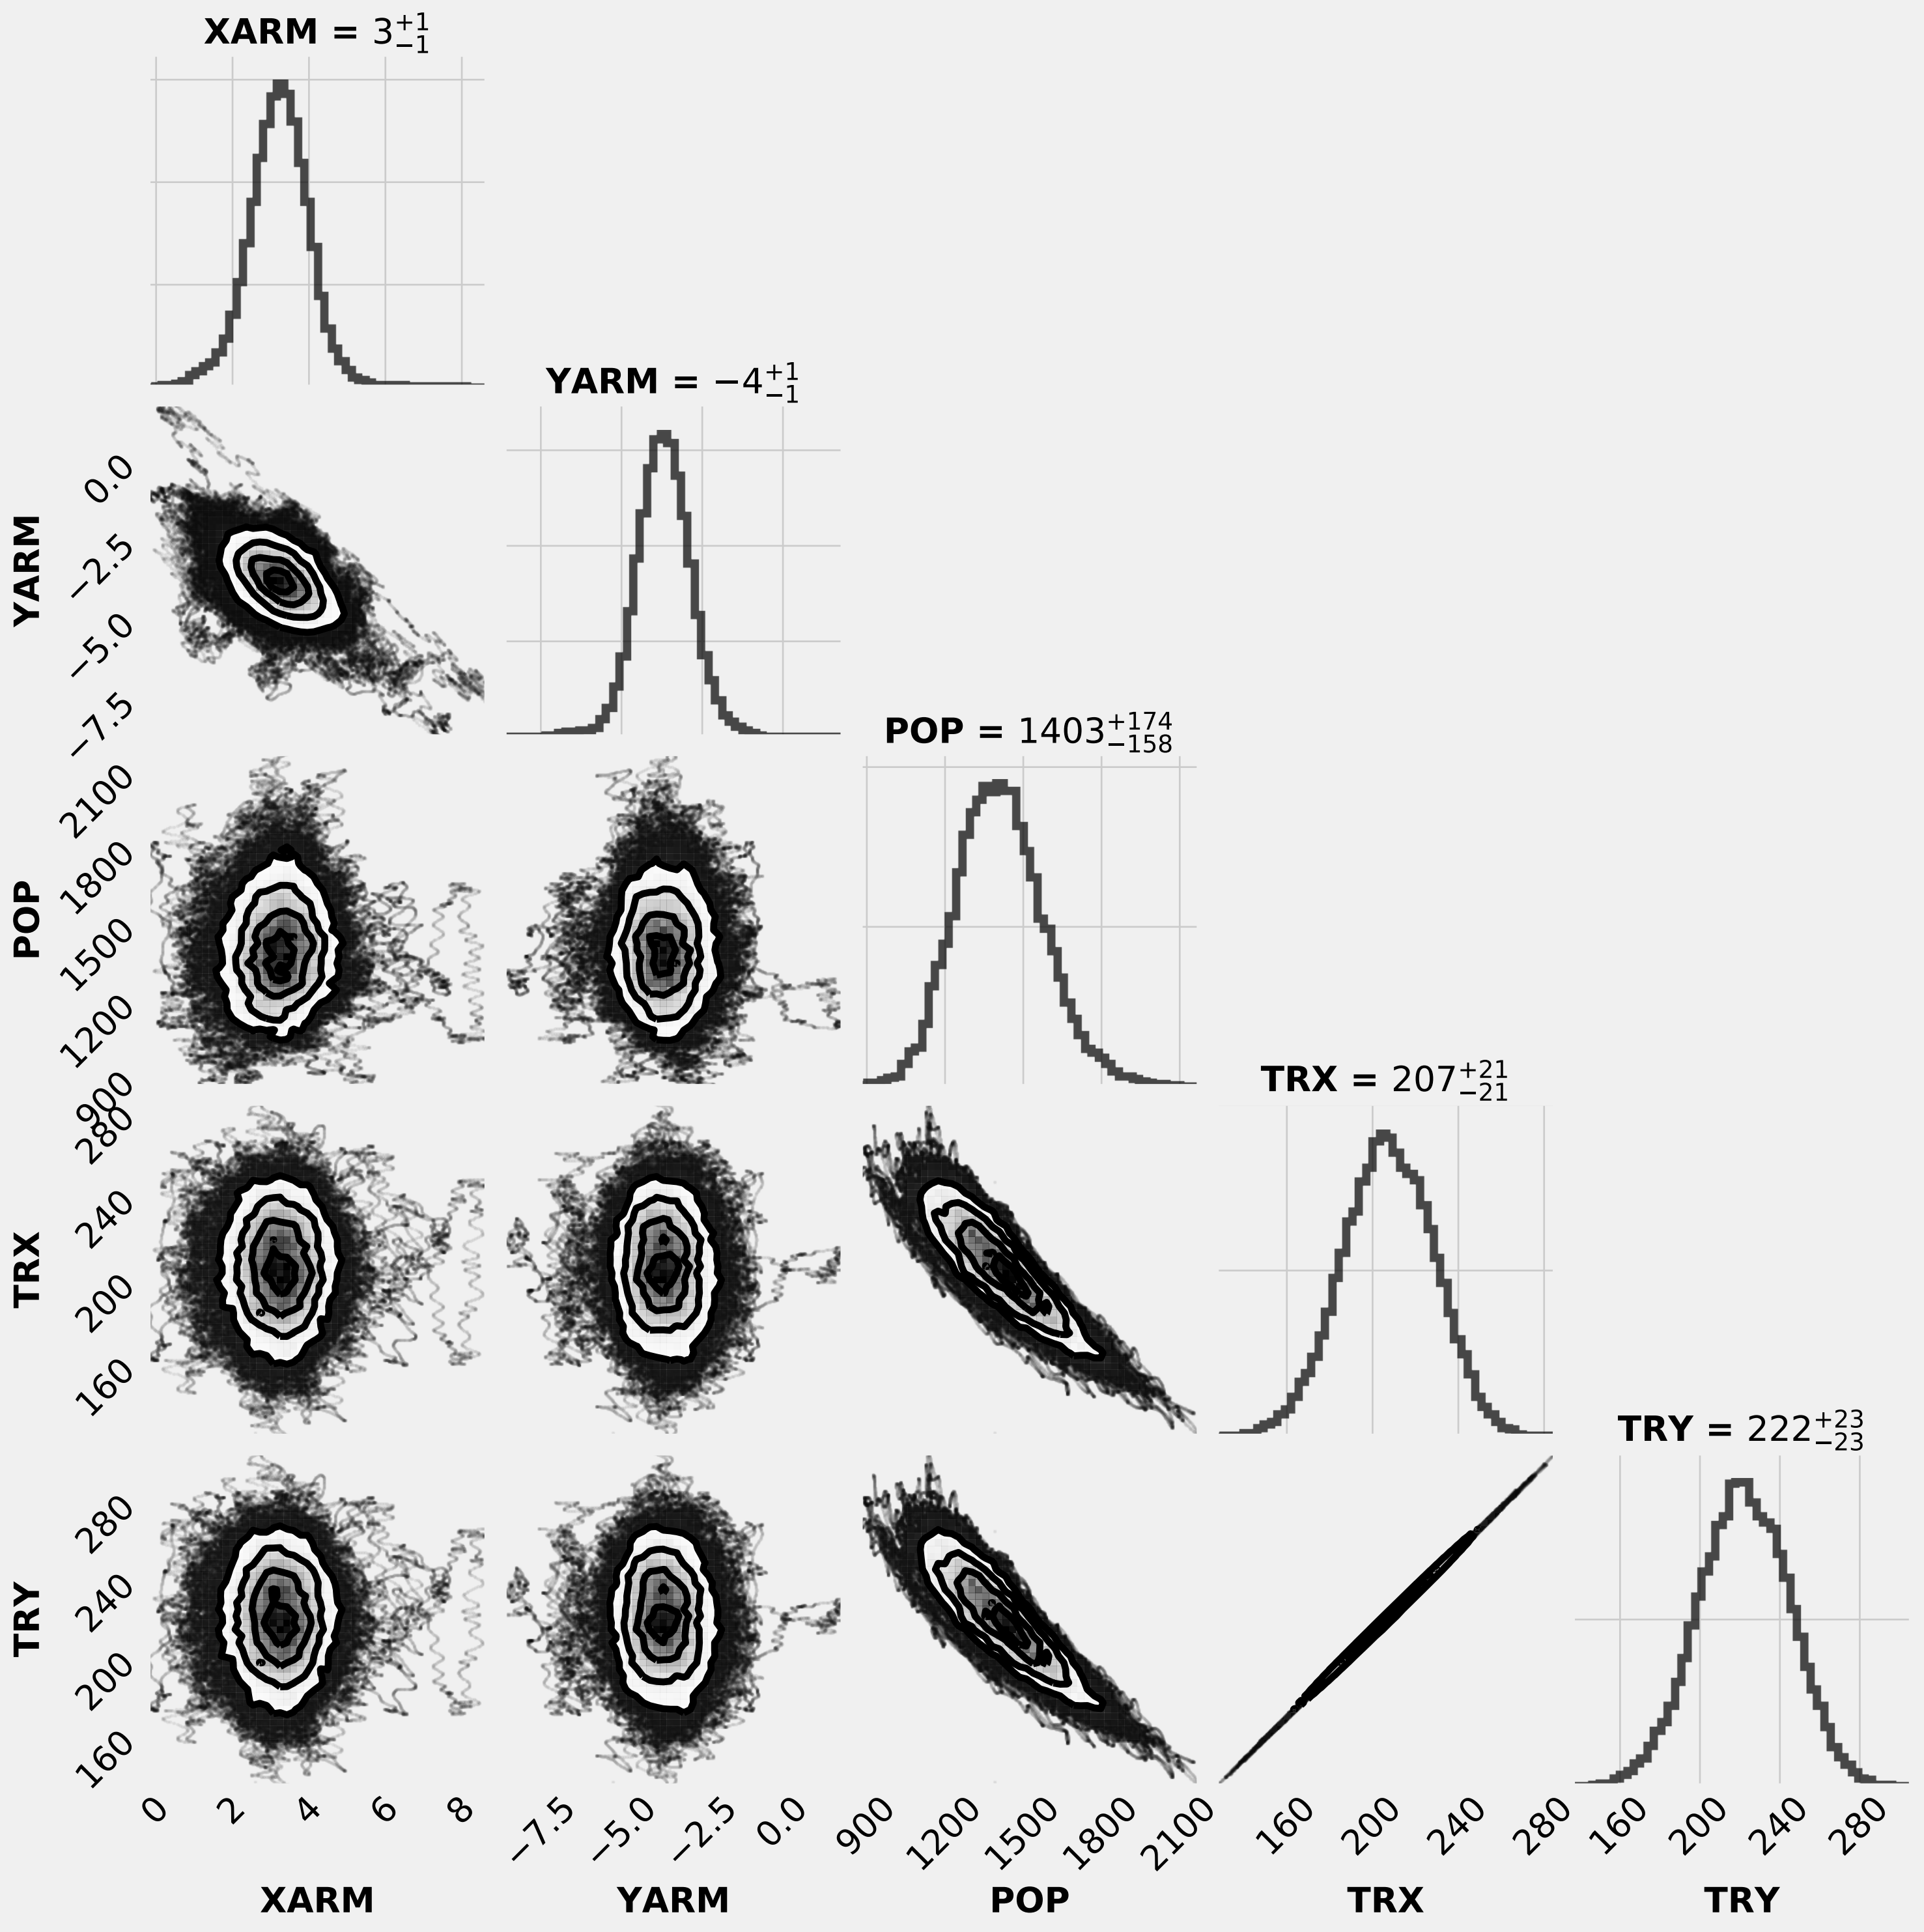 XARM = 3+1−1
YARM = −4+1−1
YARM
0.0
−2.5
−5.0
−7.5
POP = 1403+174−158
POP
2100
1800
1500
1200
900
TRX = 207+21−21
TRX
280
240
200
160
TRY = 222+23−23
TRY
280
240
200
160
0 2 4 6 8 −7.5 −5.0 −2.5 0.0 900 1200 1500 1800 2100 160 200 240 280 160 200 240 280
XARM YARM POP TRX TRY